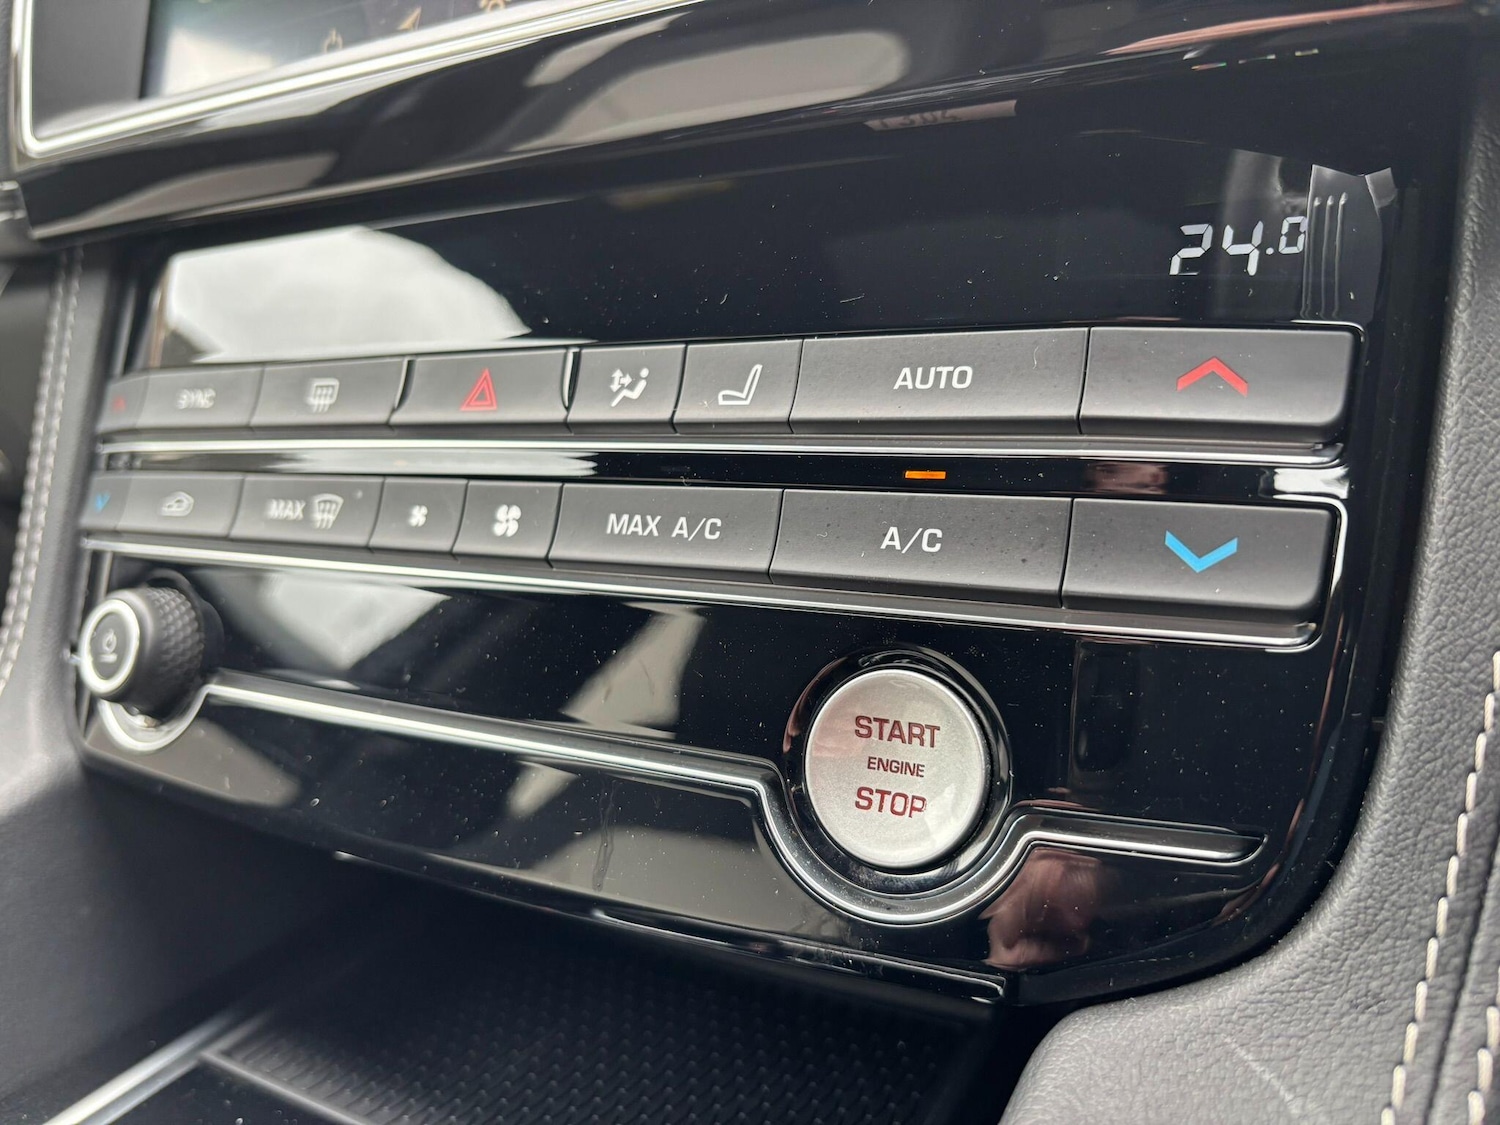 24.0
SYNC
AUTO
MAX
MAX A/C
A/C
START
ENGINE
STOP